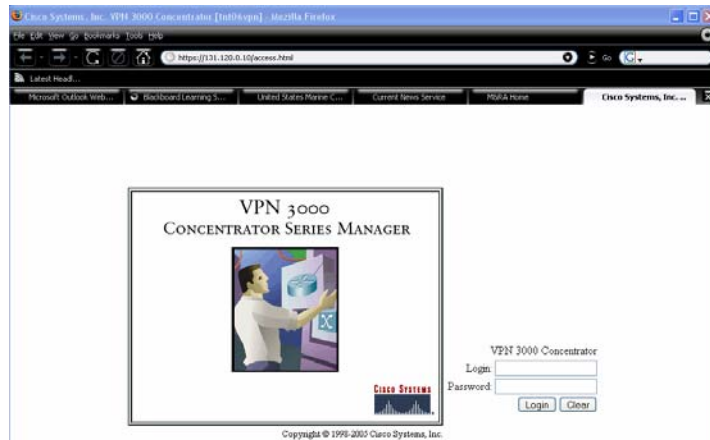 Cisco Systems, Inc. VPN 3000 Concentrator [tnt06vpn] - Mozilla Firefox
File Edit View Go Bookmarks Tools Help
https://131.120.0.10/access.html
Go
G
Latest Head...
Microsoft Outlook Web... Blackboard Learning S... United States Marine C... Current News Service M&RA Home Cisco Systems, Inc. ...
VPN 3000
CONCENTRATOR SERIES MANAGER
CISCO SYSTEMS
VPN 3000 Concentrator
Login:
Password:
Login Clear
Copyright © 1998-2005 Cisco Systems, Inc.